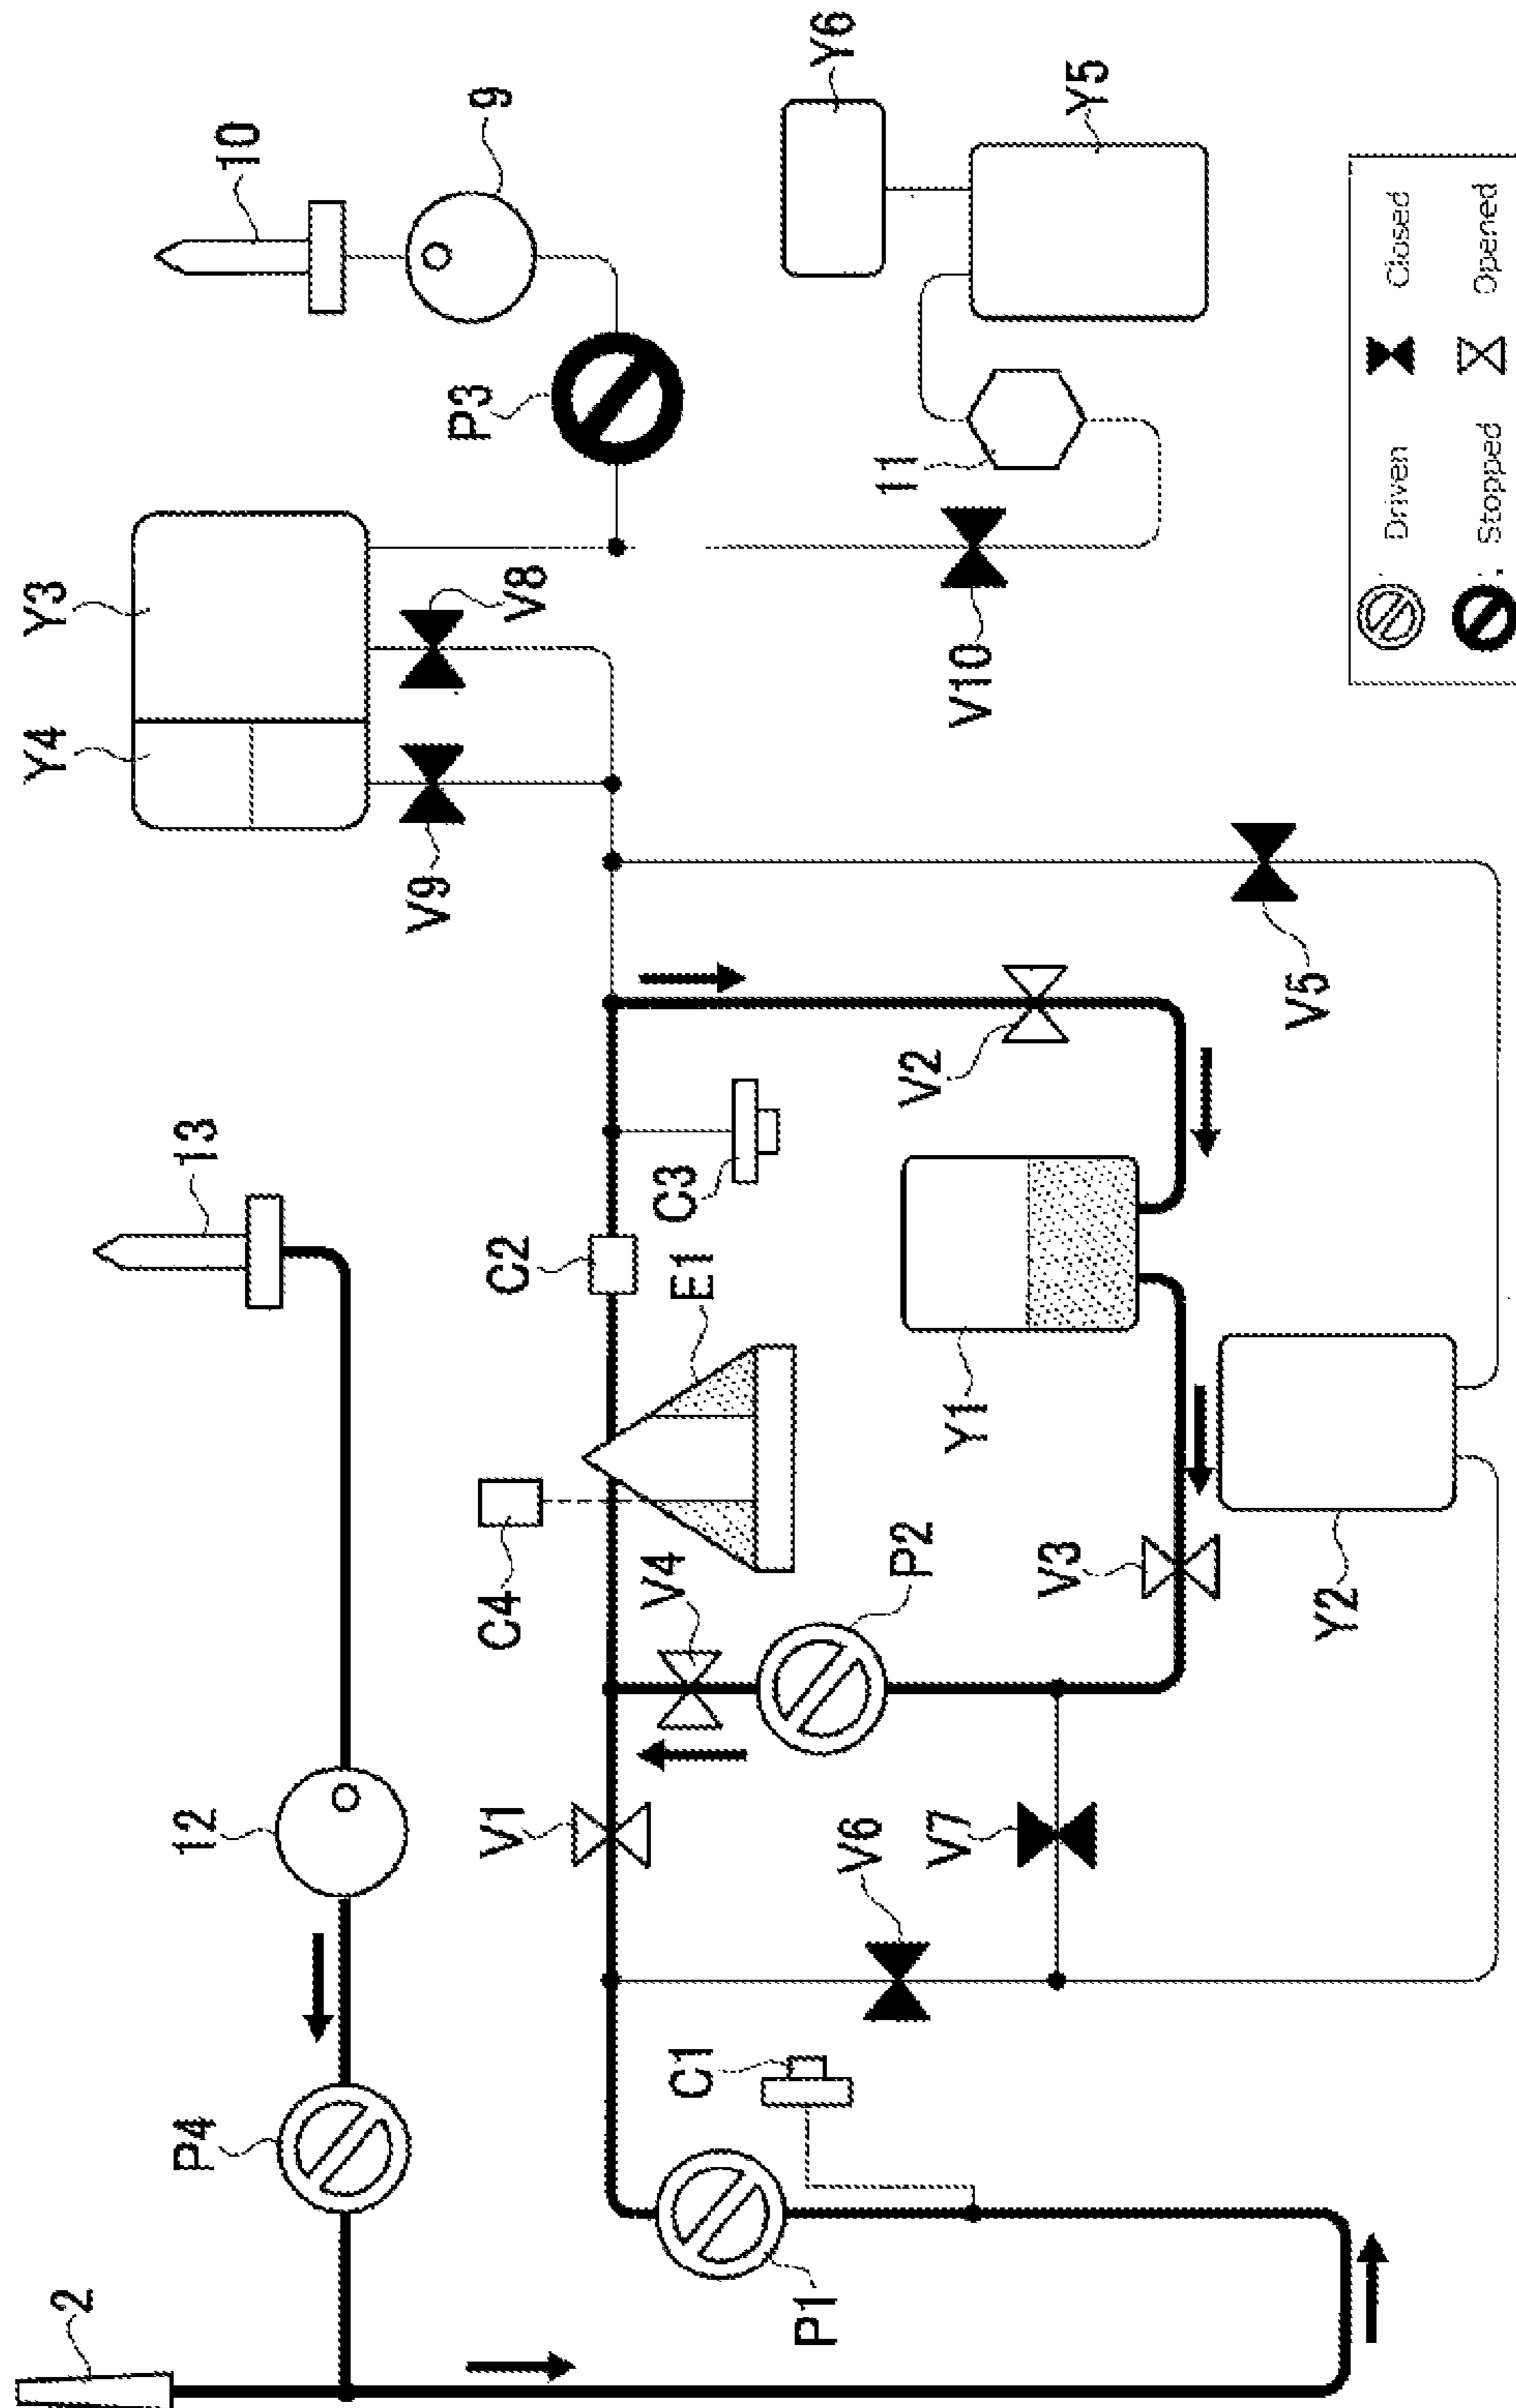 Y4
Y3
2
P4
12
13
10
V9
P3
9
V1
C4
C2
V8
V4
C1
C3
E1
P1
Y6
V6
11
P2
V2
V7
Y1
V10
V3
Y5
V5
Y2
: Driven Closed
: Stopped Opened